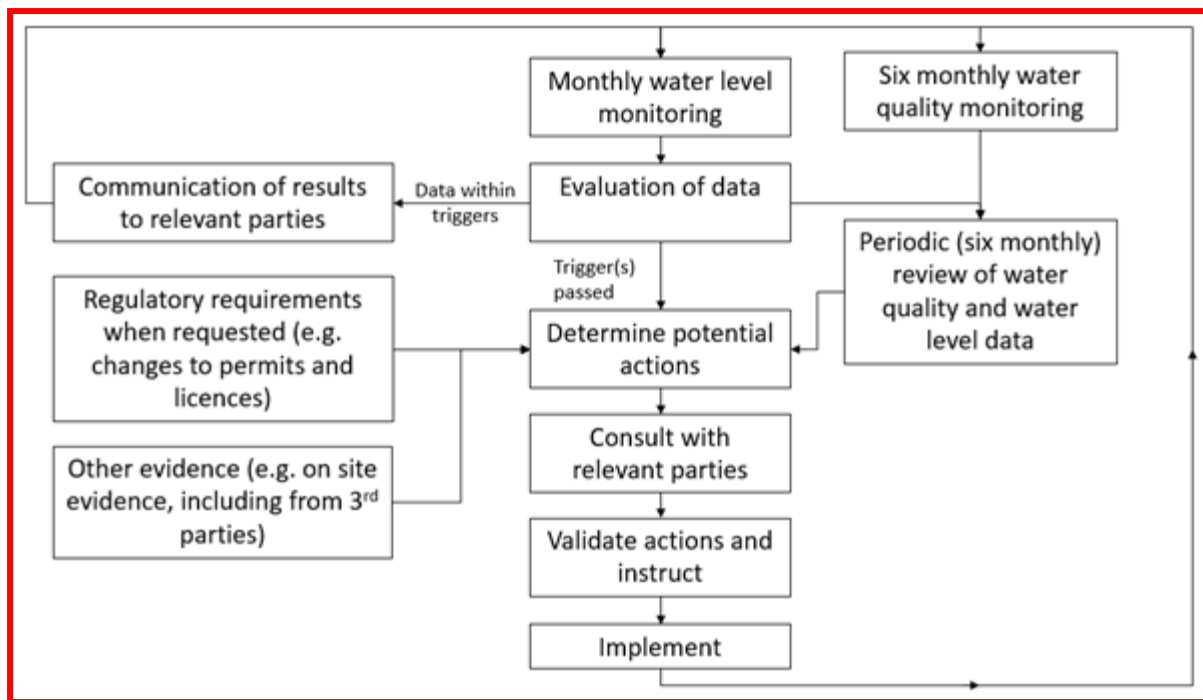 Monthly water level
monitoring
Six monthly water
quality monitoring
Communication of results
to relevant parties
Data within
triggers
Evaluation of data
Periodic (six monthly)
review of water
quality and water
level data
Trigger(s)
passed
Regulatory requirements
when requested (e.g.
changes to permits and
licences)
Determine potential
actions
Other evidence (e.g. on site
evidence, including from 3rd
parties)
Consult with
relevant parties
Validate actions and
instruct
Implement